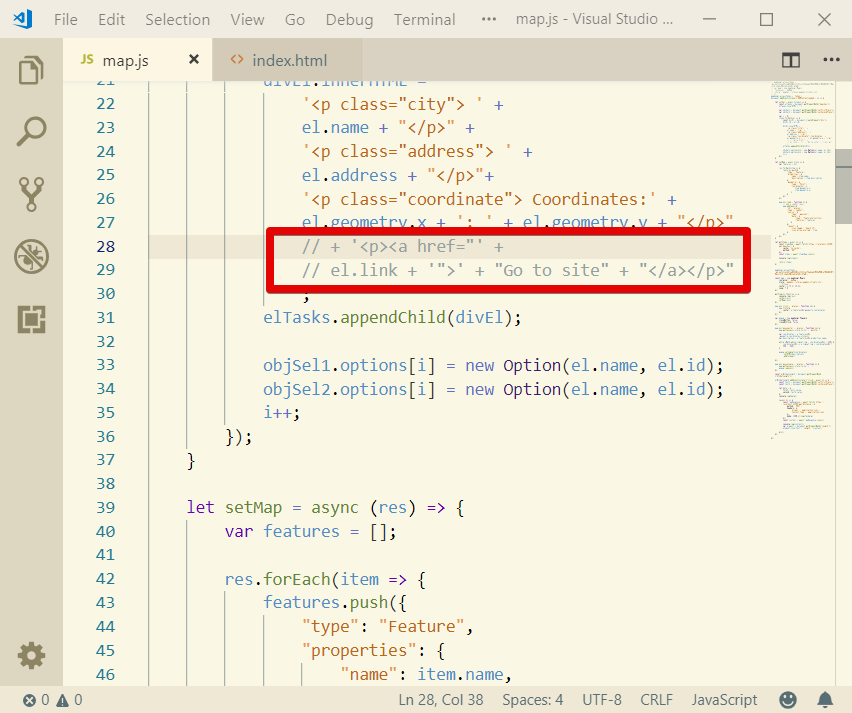 File Edit Selection View Go Debug Terminal ··· map.js - Visual Studio ...
JS map.js × <> index.html ···
21 divEl.innerHTML =
22 '<p class="city"> ' +
23 el.name + "</p>" +
24 '<p class="address"> ' +
25 el.address + "</p>"+
26 '<p class="coordinate"> Coordinates:' +
27 el.geometry.x + ': ' + el.geometry.y + "</p>"
28 // + '<p><a href="' +
29 // el.link + '">' + "Go to site" + "</a></p>"
30 ;
31 elTasks.appendChild(divEl);
32
33 objSel1.options[i] = new Option(el.name, el.id);
34 objSel2.options[i] = new Option(el.name, el.id);
35 i++;
36 });
37 }
38
39 let setMap = async (res) => {
40 var features = [];
41
42 res.forEach(item => {
43 features.push({
44 "type": "Feature",
45 "properties": {
46 "name": item.name,
0 0 Ln 28, Col 38 Spaces: 4 UTF-8 CRLF JavaScript